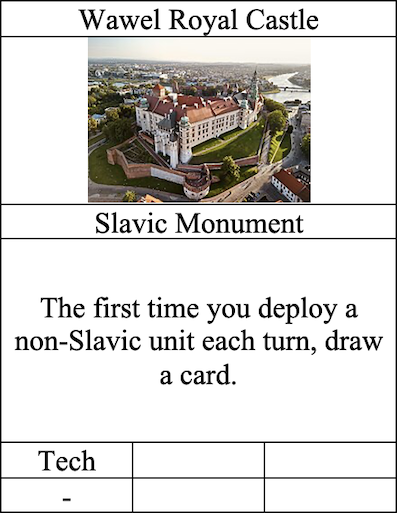 Wawel Royal Castle
Slavic Monument
The first time you deploy a
non-Slavic unit each turn, draw
a card.
Tech
-